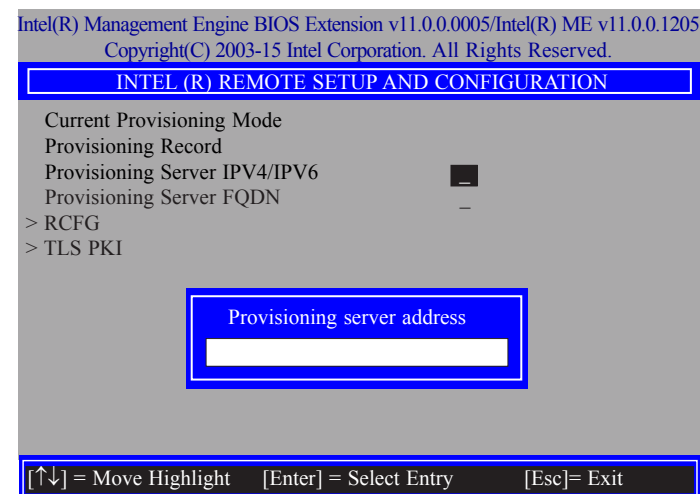 Intel(R) Management Engine BIOS Extension v11.0.0.0005/Intel(R) ME v11.0.0.1205
Copyright(C) 2003-15 Intel Corporation. All Rights Reserved.
INTEL (R) REMOTE SETUP AND CONFIGURATION
Current Provisioning Mode
Provisioning Record
Provisioning Server IPV4/IPV6 _
Provisioning Server FQDN _
> RCFG
> TLS PKI
Provisioning server address
[↑↓] = Move Highlight [Enter] = Select Entry [Esc]= Exit